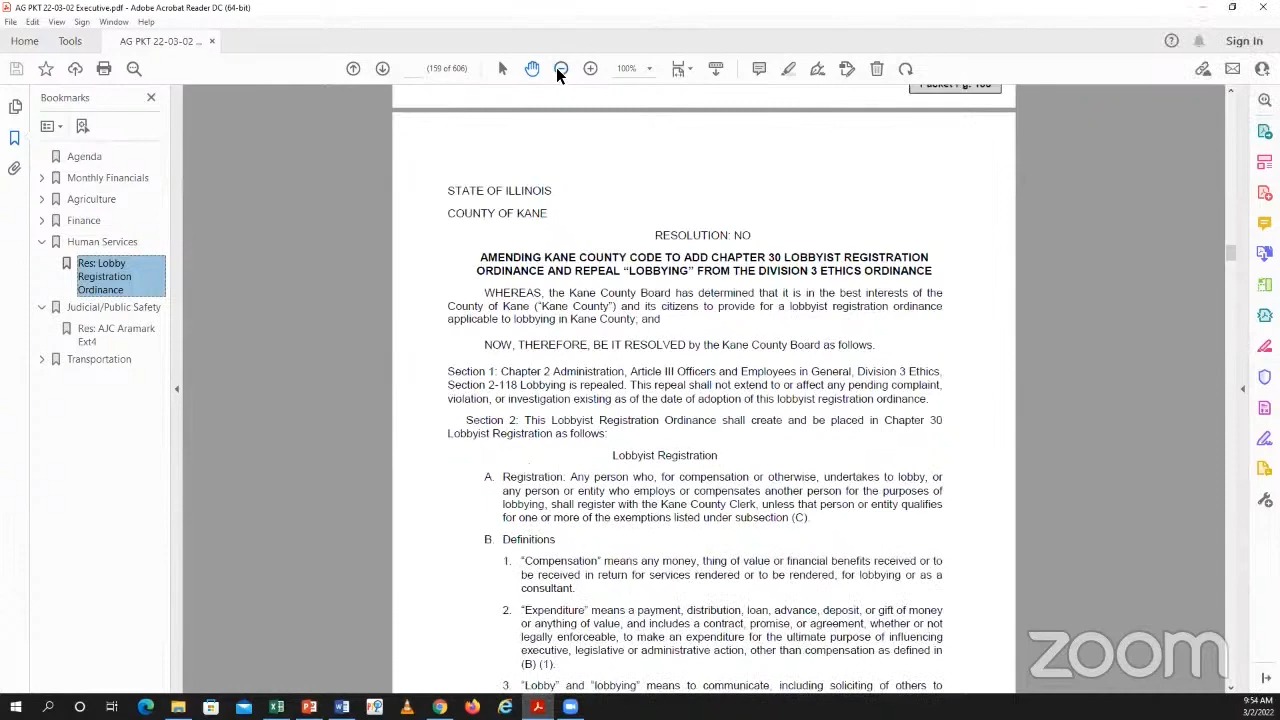 AG PKT 22-03-02 Executive.pdf - Adobe Acrobat Reader DC (64-bit)
File Edit View Sign Window Help
Home Tools AG PKT 22-03-02 ... × Sign In
(159 of 606) 100%
Bookmarks
Agenda
Monthly Financials
Agriculture
Finance
Human Services
Res: Lobby
Registration
Ordinance
Judicial/Public Safety
Res: AJC Aramark
Ext4
Transportation
STATE OF ILLINOIS
COUNTY OF KANE
RESOLUTION: NO
AMENDING KANE COUNTY CODE TO ADD CHAPTER 30 LOBBYIST REGISTRATION
ORDINANCE AND REPEAL “LOBBYING” FROM THE DIVISION 3 ETHICS ORDINANCE
WHEREAS, the Kane County Board has determined that it is in the best interests of the
County of Kane (“Kane County”) and its citizens to provide for a lobbyist registration ordinance
applicable to lobbying in Kane County; and
NOW, THEREFORE, BE IT RESOLVED by the Kane County Board as follows.
Section 1: Chapter 2 Administration, Article III Officers and Employees in General, Division 3 Ethics,
Section 2-118 Lobbying is repealed. This repeal shall not extend to or affect any pending complaint,
violation, or investigation existing as of the date of adoption of this lobbyist registration ordinance.
Section 2: This Lobbyist Registration Ordinance shall create and be placed in Chapter 30
Lobbyist Registration as follows:
Lobbyist Registration
A. Registration: Any person who, for compensation or otherwise, undertakes to lobby, or
any person or entity who employs or compensates another person for the purposes of
lobbying, shall register with the Kane County Clerk, unless that person or entity qualifies
for one or more of the exemptions listed under subsection (C).
B. Definitions
1. “Compensation” means any money, thing of value or financial benefits received or to
be received in return for services rendered or to be rendered, for lobbying or as a
consultant.
2. “Expenditure” means a payment, distribution, loan, advance, deposit, or gift of money
or anything of value, and includes a contract, promise, or agreement, whether or not
legally enforceable, to make an expenditure for the ultimate purpose of influencing
executive, legislative or administrative action, other than compensation as defined in
(B) (1).
3. “Lobby” and “lobbying” means to communicate, including soliciting of others to
zoom
9:54 AM
3/2/2022